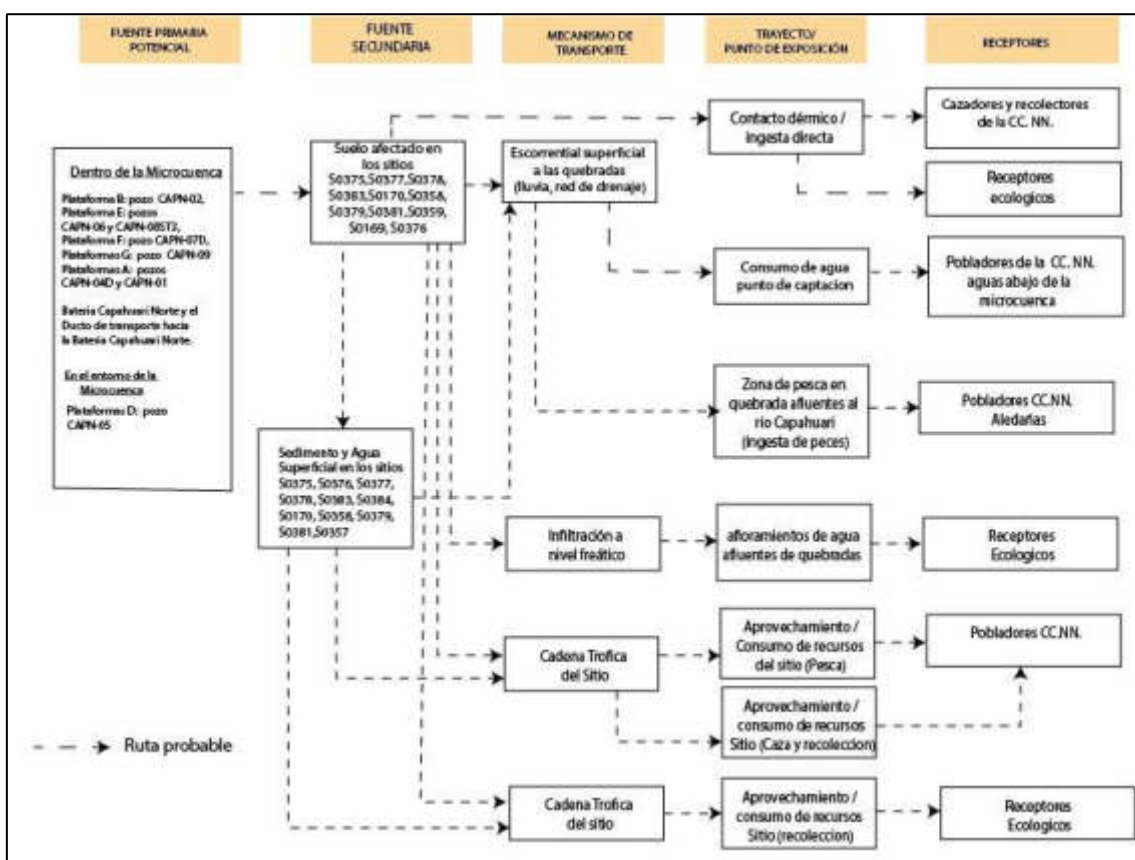 FUENTE PRIMARIA
POTENCIAL
FUENTE
SECUNDARIA
MECANISMO DE
TRANSPORTE
TRAYECTO/
PUNTO DE EXPOSICIÓN
RECEPTORES
Dentro de la Microcuenca
Plataforma B: pozo CAPN-02,
Plataforma E: pozos
CAPN-06 y CAPN-08ST3,
Plataforma F: pozo CAPN-07D,
Plataformas G: pozo CAPN-09
Plataformas A: pozos
CAPN-04D y CAPN-01
Bateria Capahuari Norte y el
Ducto de transporte hacia
la Bateria Capahuari Norte.
En el entorno de la
Microcuenca
Plataformas D: pozo
CAPN-05
Suelo afectado en
los sitios
S0375,S0377,S0378,
S0383,S0170,S0358,
S0379,S0381,S0359,
S0169, S0376
Sedimento y Agua
Superficial en los sitios
S0375, S0376, S0377,
S0378, S0383, S0384,
S0170, S0358, S0379,
S0381,S0357
Escorrential superficial
a las quebradas
(lluvia, red de drenaje)
Infiltración a
nivel freático
Cadena Trofica
del Sitio
Cadena Trofica
del sitio
Contacto dérmico /
ingesta directa
Consumo de agua
punto de captacion
Zona de pesca en
quebrada afluentes al
río Capahuari
(ingesta de peces)
afloramientos de agua
afluentes de quebradas
Aprovechamiento /
Consumo de recursos
del sitio (Pesca)
Aprovechamiento /
consumo de recursos
Sitio (Caza y recoleccion)
Aprovechamiento /
consumo de recursos
Sitio (recoleccion)
Cazadores y recolectores
de la CC. NN.
Receptores
ecologicos
Pobladores de la CC. NN.
aguas abajo de la
microcuenca
Pobladores CC.NN.
Aledañas
Receptores
Ecologicos
Pobladores CC.NN.
Receptores
Ecologicos
Ruta probable